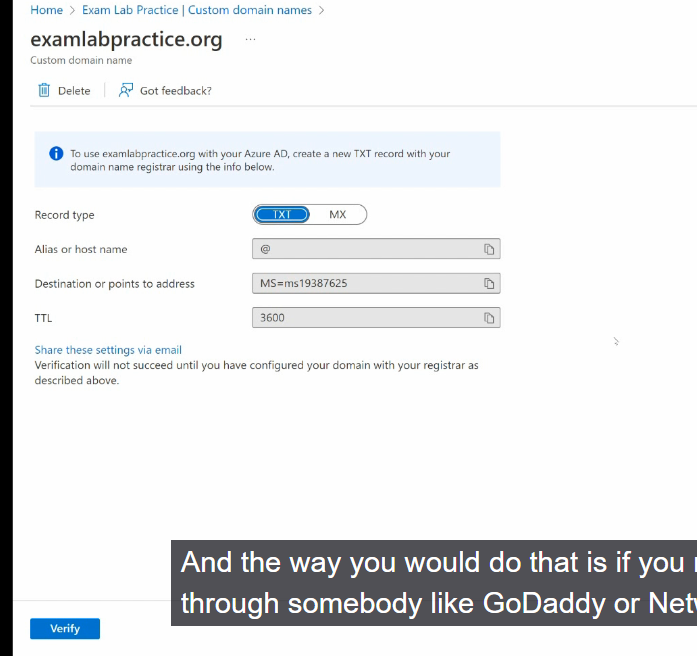 Home > Exam Lab Practice | Custom domain names >
examlabpractice.org ...
Custom domain name
Delete Got feedback?
To use examlabpractice.org with your Azure AD, create a new TXT record with your
domain name registrar using the info below.
Record type TXT MX
Alias or host name @
Destination or points to address MS=ms19387625
TTL 3600
Share these settings via email
Verification will not succeed until you have configured your domain with your registrar as
described above.
And the way you would do that is if you
through somebody like GoDaddy or
Verify